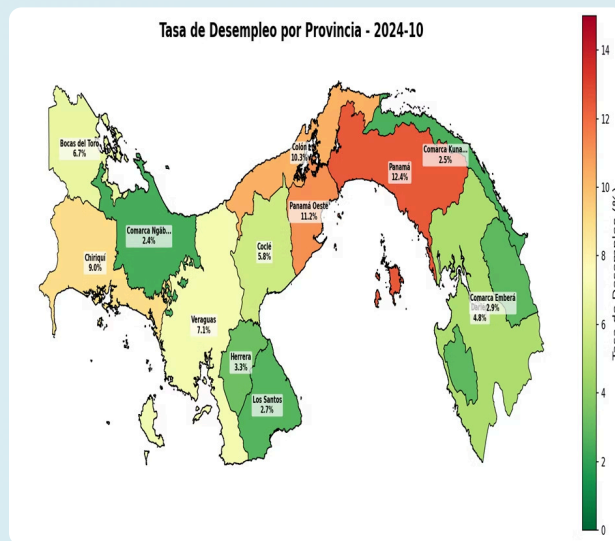 Tasa de Desempleo por Provincia - 2024-10
Bocas del Toro
6.7%
Colón
10.3%
Comarca Kuna...
2.5%
Panamá
12.4%
Panamá Oeste
11.2%
Comarca Ngäb...
2.4%
Coclé
5.8%
Chiriquí
9.0%
Comarca Emberá
2.9%
4.8%
Veraguas
7.1%
Herrera
3.3%
Los Santos
2.7%
14
12
10
8
6
4
2
0